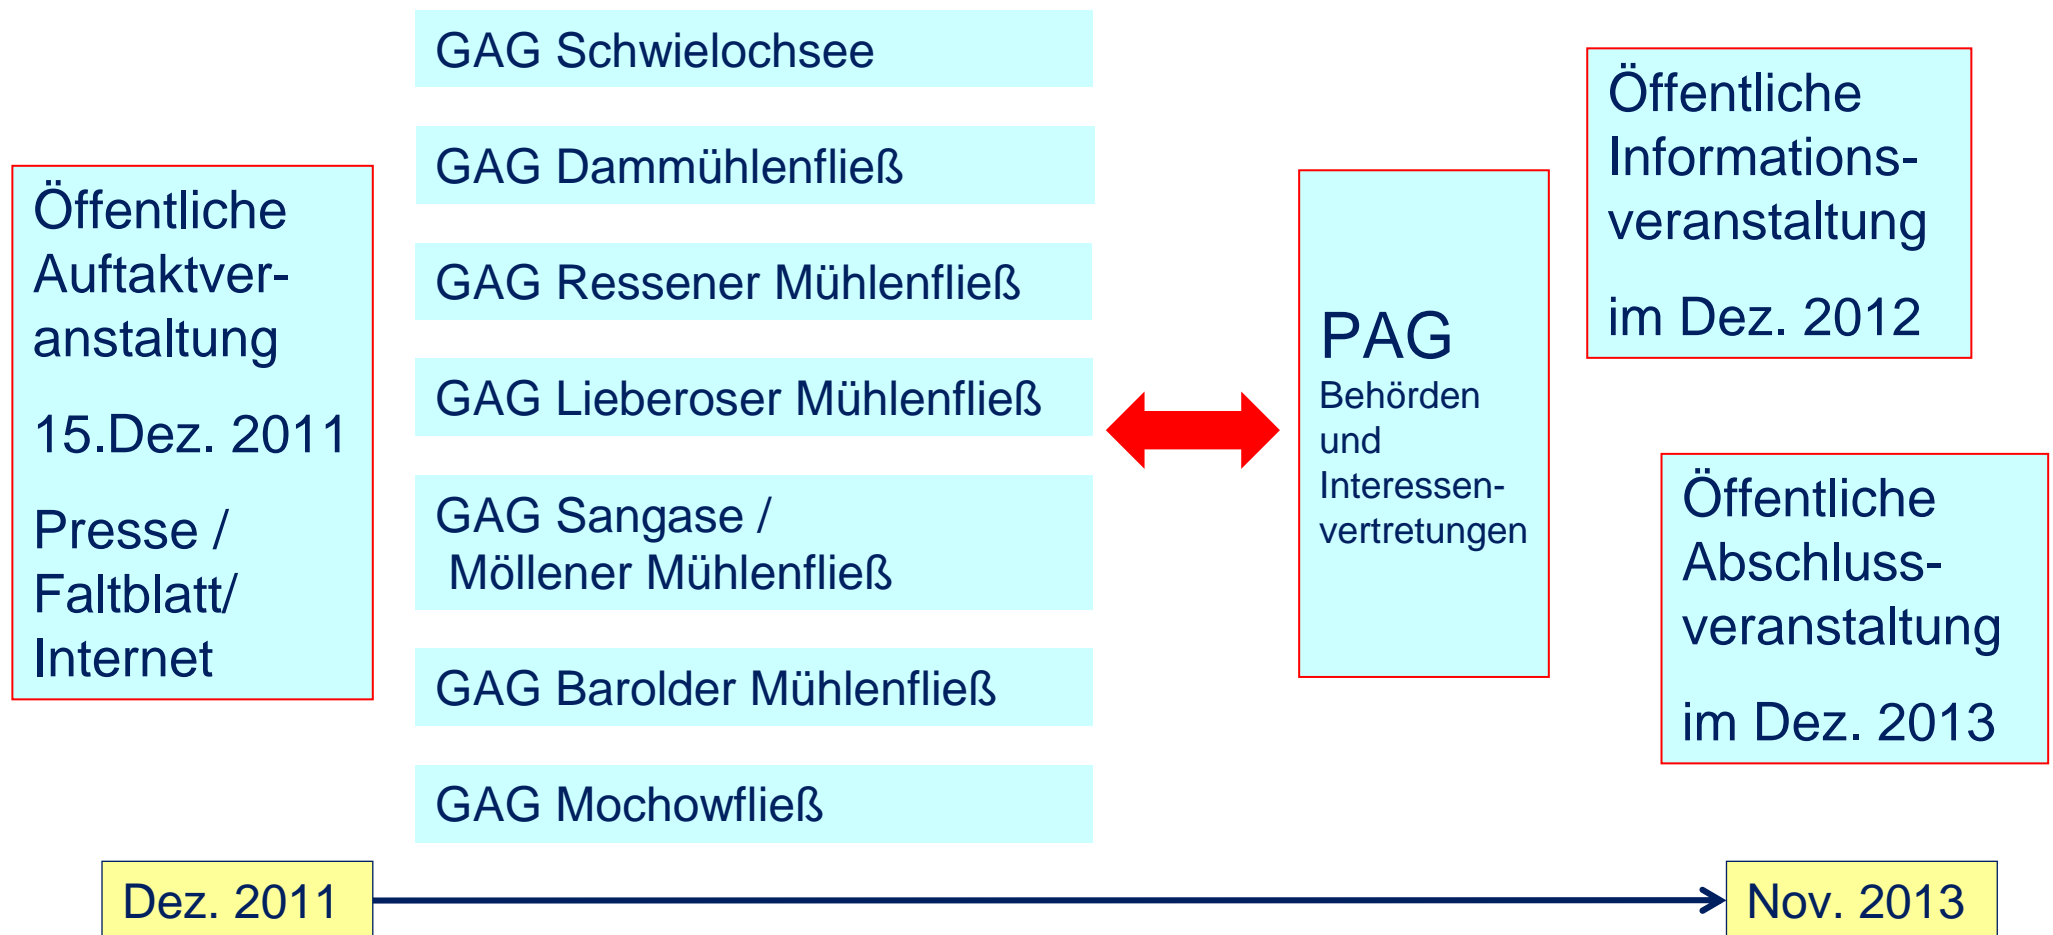 Öffentliche
Auftaktver-
anstaltung
15.Dez. 2011
Presse /
Faltblatt/
Internet
GAG Schwielochsee
GAG Dammühlenfließ
GAG Ressener Mühlenfließ
GAG Lieberoser Mühlenfließ
GAG Sangase /
Möllener Mühlenfließ
GAG Barolder Mühlenfließ
GAG Mochowfließ
PAG
Behörden
und
Interessen-
vertretungen
Öffentliche
Informations-
veranstaltung
im Dez. 2012
Öffentliche
Abschluss-
veranstaltung
im Dez. 2013
Dez. 2011
Nov. 2013